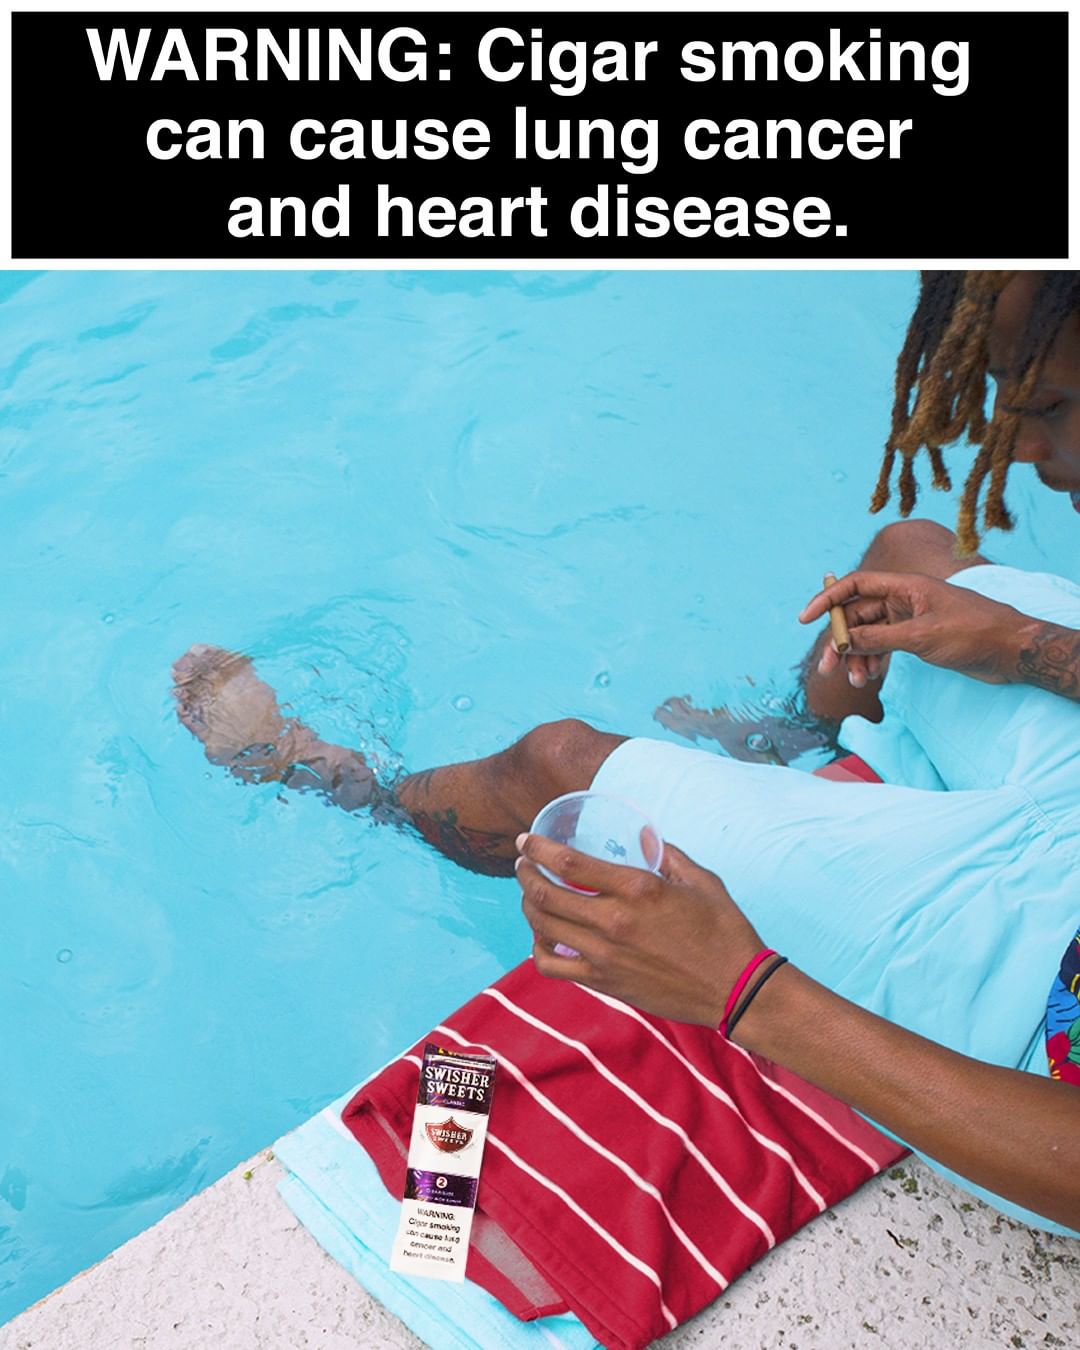 WARNING: Cigar smoking
can cause lung cancer
and heart disease.
SWISHER
SWEETS
CLASSIC
SWISHER
SWEETS
2
WARNING:
Cigar smoking
can cause lung
cancer and
heart disease.